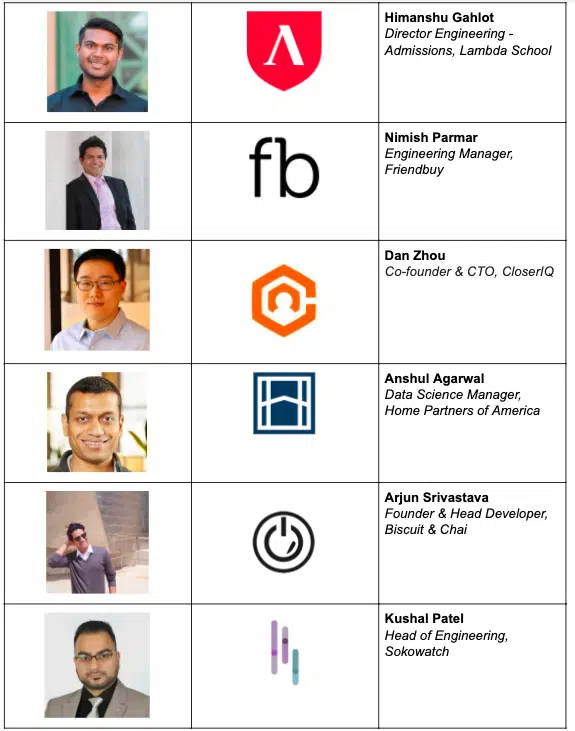 Himanshu Gahlot
Director Engineering -
Admissions, Lambda School
fb
Nimish Parmar
Engineering Manager,
Friendbuy
Dan Zhou
Co-founder & CTO, CloserIQ
Anshul Agarwal
Data Science Manager,
Home Partners of America
Arjun Srivastava
Founder & Head Developer,
Biscuit & Chai
Kushal Patel
Head of Engineering,
Sokowatch